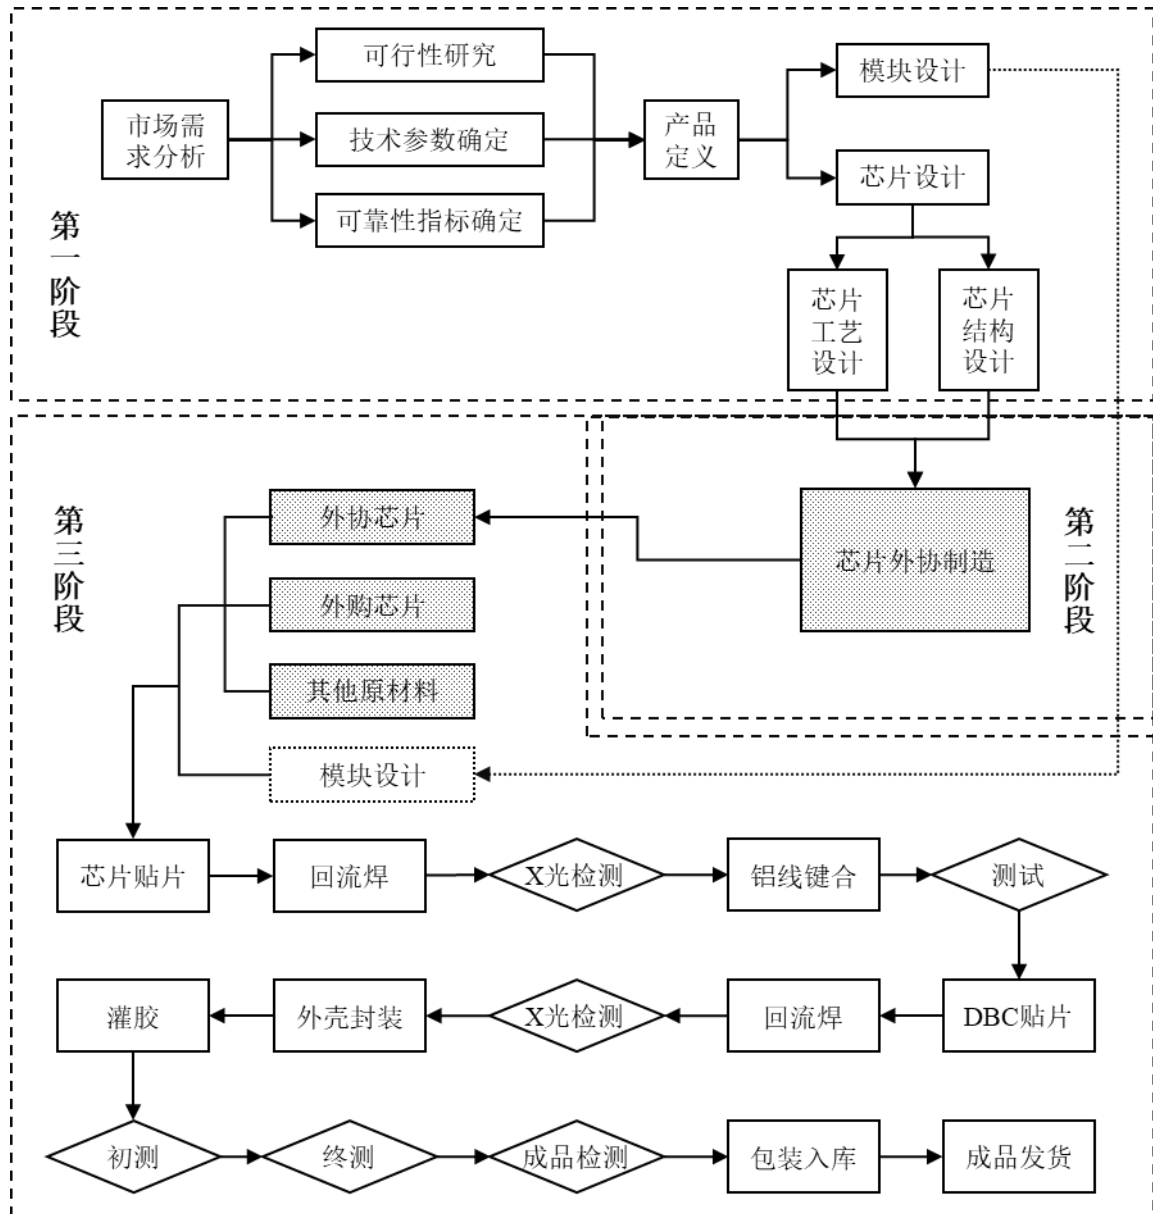 可行性研究
模块设计
市场需
求分析
技术参数确定
产品
定义
芯片设计
可靠性指标确定
第一阶段
芯片
工艺
设计
芯片
结构
设计
第三阶段
外协芯片
芯片外协制造
第二阶段
外购芯片
其他原材料
模块设计
芯片贴片
回流焊
X光检测
铝线键合
测试
灌胶
外壳封装
X光检测
回流焊
DBC贴片
初测
终测
成品检测
包装入库
成品发货